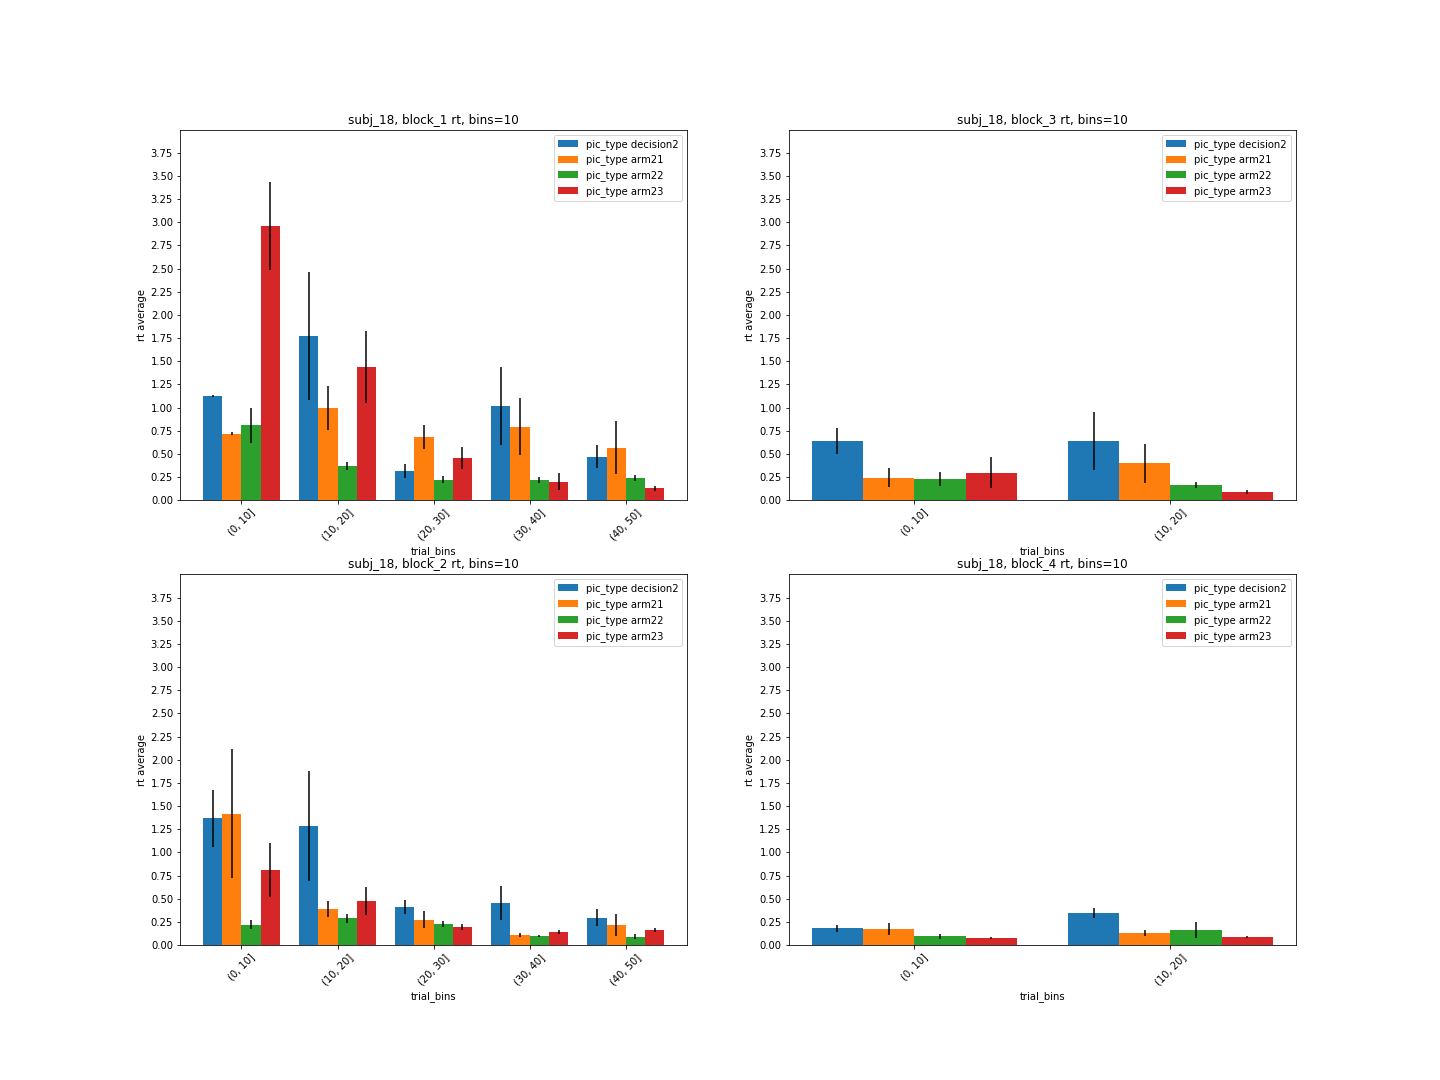 subj_18, block_1 rt, bins=10
rt average
3.75
3.50
3.25
3.00
2.75
2.50
2.25
2.00
1.75
1.50
1.25
1.00
0.75
0.50
0.25
0.00
pic_type decision2
pic_type arm21
pic_type arm22
pic_type arm23
(0, 10]
(10, 20]
(20, 30]
(30, 40]
(40, 50]
trial_bins
subj_18, block_3 rt, bins=10
rt average
3.75
3.50
3.25
3.00
2.75
2.50
2.25
2.00
1.75
1.50
1.25
1.00
0.75
0.50
0.25
0.00
pic_type decision2
pic_type arm21
pic_type arm22
pic_type arm23
(0, 10]
(10, 20]
trial_bins
subj_18, block_2 rt, bins=10
rt average
3.75
3.50
3.25
3.00
2.75
2.50
2.25
2.00
1.75
1.50
1.25
1.00
0.75
0.50
0.25
0.00
pic_type decision2
pic_type arm21
pic_type arm22
pic_type arm23
(0, 10]
(10, 20]
(20, 30]
(30, 40]
(40, 50]
trial_bins
subj_18, block_4 rt, bins=10
rt average
3.75
3.50
3.25
3.00
2.75
2.50
2.25
2.00
1.75
1.50
1.25
1.00
0.75
0.50
0.25
0.00
pic_type decision2
pic_type arm21
pic_type arm22
pic_type arm23
(0, 10]
(10, 20]
trial_bins